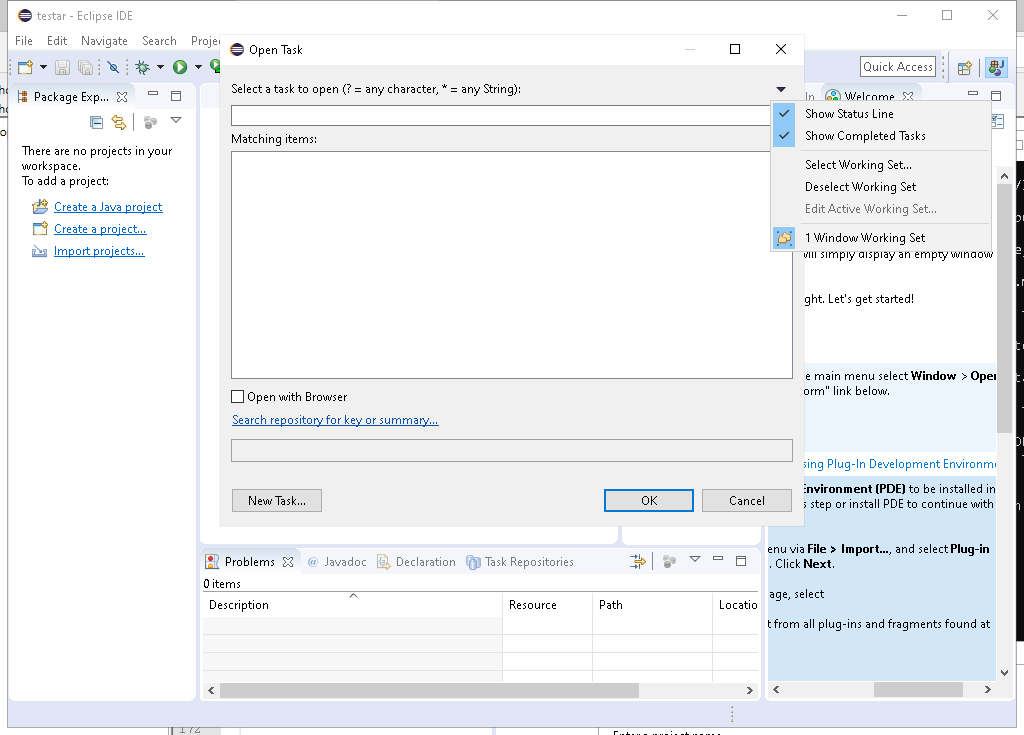 testar - Eclipse IDE
File Edit Navigate Search
Open Task
Quick Access
Package Exp...
There are no projects in your
workspace.
To add a project:
Create a Java project
Create a project...
Import projects...
Select a task to open (? = any character, * = any String):
Matching items:
Open with Browser
Search repository for key or summary...
New Task...
OK
Cancel
Welcome
Show Status Line
Show Completed Tasks
Select Working Set...
Deselect Working Set
Edit Active Working Set...
1 Window Working Set
will simply display an empty window
ght. Let's get started!
e main menu select Window > Open
orm" link below.
sing Plug-In Development Environme
Environment (PDE) to be installed in
s step or install PDE to continue with
enu via File > Import..., and select Plug-in
. Click Next.
age, select
t from all plug-ins and fragments found at
Problems @ Javadoc Declaration Task Repositories
0 items
Description Resource Path Locatio
172
Enter a project name